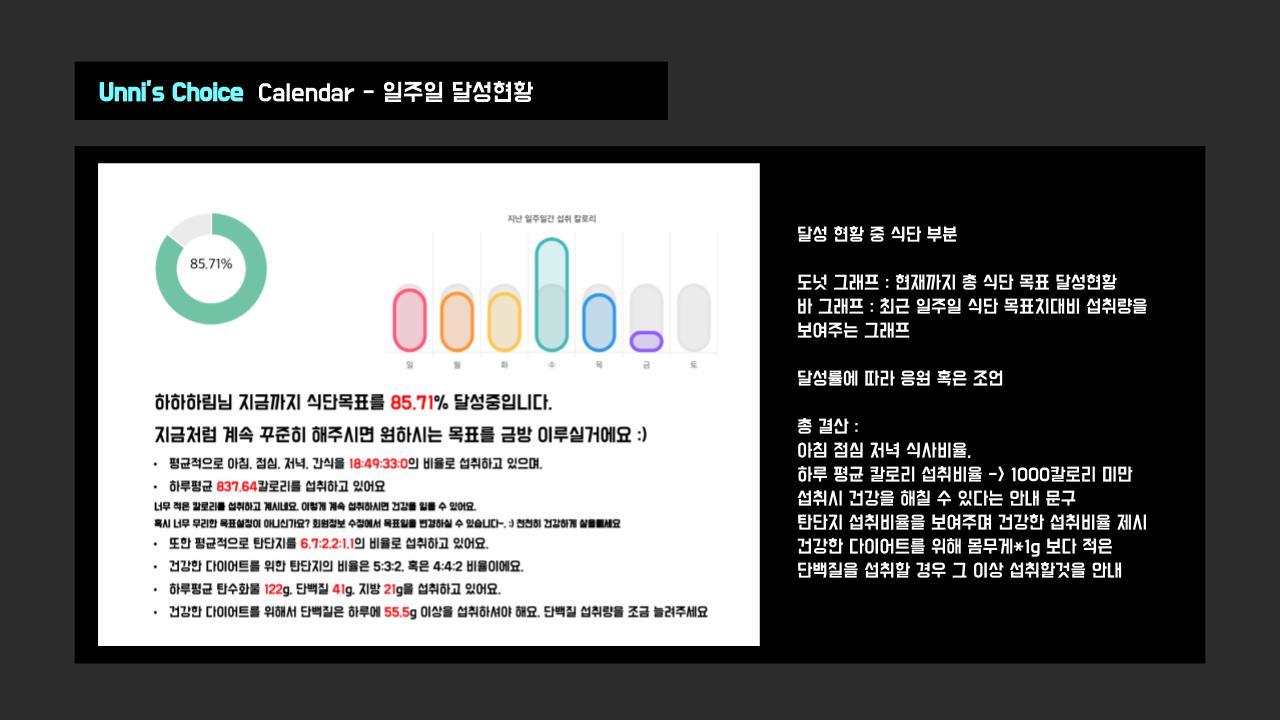 Unni's Choice Calendar - 일주일 달성현황
85.71%
지난 일주일간 섭취 칼로리
일 월 화 수 목 금 토
하하하림님 지금까지 식단목표를 85.71% 달성중입니다.
지금처럼 계속 꾸준히 해주시면 원하시는 목표를 금방 이루실거에요 :)
• 평균적으로 아침, 점심, 저녁, 간식을 18:49:33:0의 비율로 섭취하고 있으며,
• 하루평균 837.64칼로리를 섭취하고 있어요
너무 적은 칼로리를 섭취하고 계시네요. 이렇게 계속 섭취하시면 건강을 잃을 수 있어요.
혹시 너무 무리한 목표설정이 아니신가요? 회원정보 수정에서 목표일을 변경하실 수 있습니다~. :) 천천히 건강하게 살을빼세요
• 또한 평균적으로 탄단지를 6.7:2.2:1.1의 비율로 섭취하고 있어요.
• 건강한 다이어트를 위한 탄단지의 비율은 5:3:2, 혹은 4:4:2 비율이에요.
• 하루평균 탄수화물 122g, 단백질 41g, 지방 21g을 섭취하고 있어요.
• 건강한 다이어트를 위해서 단백질은 하루에 55.5g 이상을 섭취하셔야 해요. 단백질 섭취량을 조금 늘려주세요
달성 현황 중 식단 부분
도넛 그래프 : 현재까지 총 식단 목표 달성현황
바 그래프 : 최근 일주일 식단 목표치대비 섭취량을
보여주는 그래프
달성률에 따라 응원 혹은 조언
총 결산 :
아침 점심 저녁 식사비율,
하루 평균 칼로리 섭취비율 -> 1000칼로리 미만
섭취시 건강을 해칠 수 있다는 안내 문구
탄단지 섭취비율을 보여주며 건강한 섭취비율 제시
건강한 다이어트를 위해 몸무게*1g 보다 적은
단백질을 섭취할 경우 그 이상 섭취할것을 안내